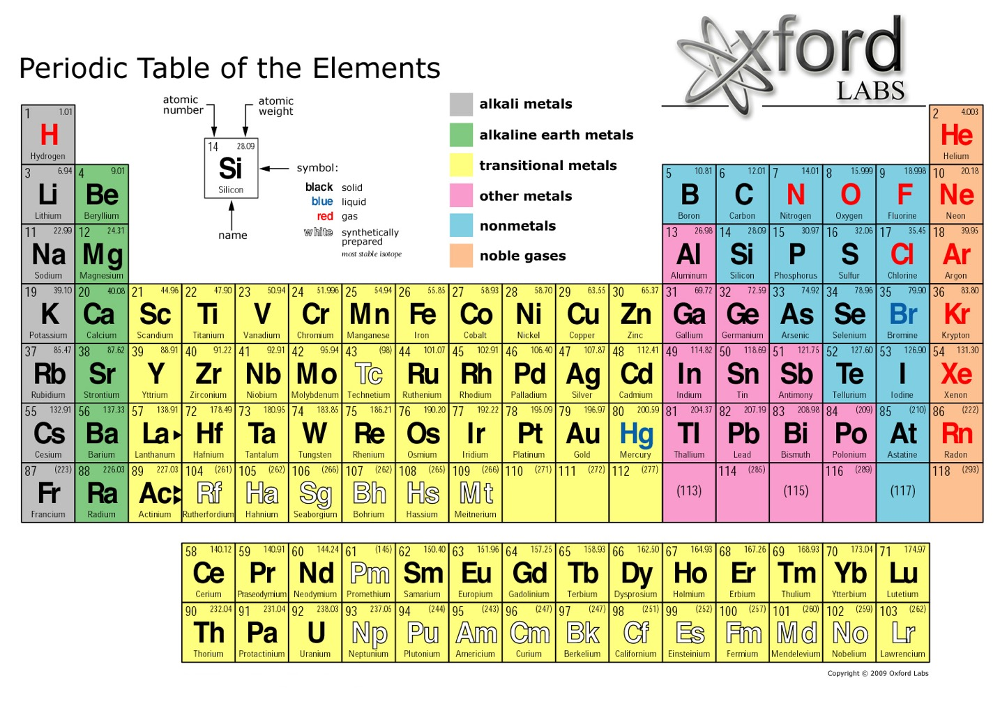 Oxford
LABS
Periodic Table of the Elements
atomic number
atomic weight
14 28.09
Si
Silicon
name
symbol:
black solid
blue liquid
red gas
white synthetically prepared
most stable isotope
alkali metals
alkaline earth metals
transitional metals
other metals
nonmetals
noble gases
1 1.01 H Hydrogen
2 4.003 He Helium
3 6.94 Li Lithium
4 9.01 Be Beryllium
5 10.81 B Boron
6 12.01 C Carbon
7 14.01 N Nitrogen
8 15.999 O Oxygen
9 18.998 F Fluorine
10 20.18 Ne Neon
11 22.99 Na Sodium
12 24.31 Mg Magnesium
13 26.98 Al Aluminum
14 28.09 Si Silicon
15 30.97 P Phosphorus
16 32.06 S Sulfur
17 35.45 Cl Chlorine
18 39.95 Ar Argon
19 39.10 K Potassium
20 40.08 Ca Calcium
21 44.96 Sc Scandium
22 47.90 Ti Titanium
23 50.94 V Vanadium
24 51.996 Cr Chromium
25 54.94 Mn Manganese
26 55.85 Fe Iron
27 58.93 Co Cobalt
28 58.70 Ni Nickel
29 63.55 Cu Copper
30 65.37 Zn Zinc
31 69.72 Ga Gallium
32 72.59 Ge Germanium
33 74.92 As Arsenic
34 78.96 Se Selenium
35 79.90 Br Bromine
36 83.80 Kr Krypton
37 85.47 Rb Rubidium
38 87.62 Sr Strontium
39 88.91 Y Yttrium
40 91.22 Zr Zirconium
41 92.91 Nb Niobium
42 95.94 Mo Molybdenum
43 (98) Tc Technetium
44 101.07 Ru Ruthenium
45 102.91 Rh Rhodium
46 106.40 Pd Palladium
47 107.87 Ag Silver
48 112.41 Cd Cadmium
49 114.82 In Indium
50 118.69 Sn Tin
51 121.75 Sb Antimony
52 127.60 Te Tellurium
53 126.90 I Iodine
54 131.30 Xe Xenon
55 132.91 Cs Cesium
56 137.33 Ba Barium
57 138.91 La Lanthanum
72 178.49 Hf Hafnium
73 180.95 Ta Tantalum
74 183.85 W Tungsten
75 186.21 Re Rhenium
76 190.20 Os Osmium
77 192.22 Ir Iridium
78 195.09 Pt Platinum
79 196.97 Au Gold
80 200.59 Hg Mercury
81 204.37 Tl Thallium
82 207.19 Pb Lead
83 208.98 Bi Bismuth
84 (209) Po Polonium
85 (210) At Astatine
86 (222) Rn Radon
87 (223) Fr Francium
88 226.03 Ra Radium
89 227.03 Ac Actinium
104 (261) Rf Rutherfordium
105 (262) Ha Hahnium
106 (266) Sg Seaborgium
107 (262) Bh Bohrium
108 (265) Hs Hassium
109 (266) Mt Meitnerium
110 (271)
111 (272)
112 (277)
(113)
114 (285)
(115)
116 (289)
(117)
118 (293)
58 140.12 Ce Cerium
59 140.91 Pr Praseodymium
60 144.24 Nd Neodymium
61 (145) Pm Promethium
62 150.40 Sm Samarium
63 151.96 Eu Europium
64 157.25 Gd Gadolinium
65 158.93 Tb Terbium
66 162.50 Dy Dysprosium
67 164.93 Ho Holmium
68 167.26 Er Erbium
69 168.93 Tm Thulium
70 173.04 Yb Ytterbium
71 174.97 Lu Lutetium
90 232.04 Th Thorium
91 231.04 Pa Protactinium
92 238.03 U Uranium
93 237.05 Np Neptunium
94 (244) Pu Plutonium
95 (243) Am Americium
96 (247) Cm Curium
97 (247) Bk Berkelium
98 (251) Cf Californium
99 (252) Es Einsteinium
100 (257) Fm Fermium
101 (260) Md Mendelevium
102 (259) No Nobelium
103 (262) Lr Lawrencium
Copyright © 2009 Oxford Labs